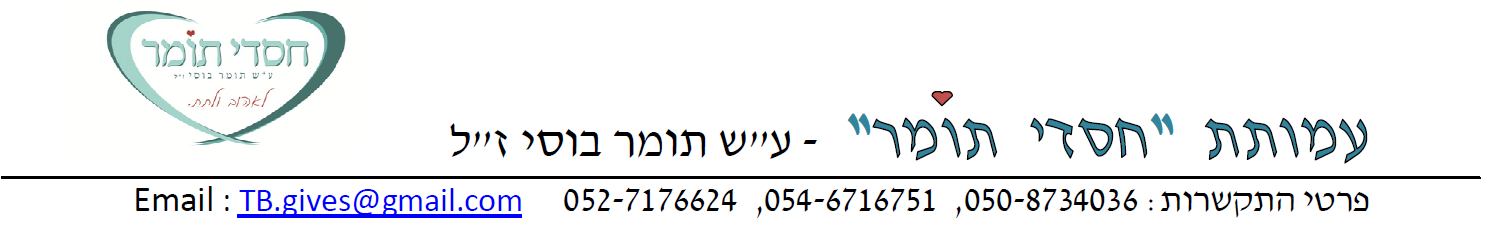 חסדי תומר
ע״ש תומר בוסי ז״ל
לאהוב ולתת.
עמותת "חסדי תומר" - ע״ש תומר בוסי ז״ל
פרטי התקשרות : 050-8734036, 054-6716751, 052-7176624 Email : TB.gives@gmail.com